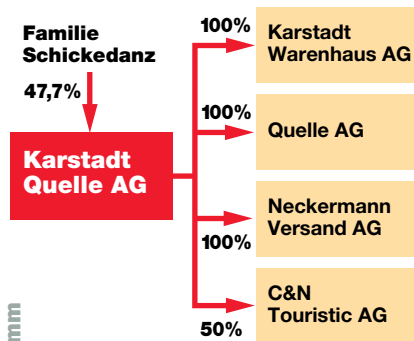 Familie
Schickedanz
47,7%
Karstadt
Quelle AG
100%
Karstadt
Warenhaus AG
100%
Quelle AG
100%
Neckermann
Versand AG
50%
C&N
Touristic AG
mm